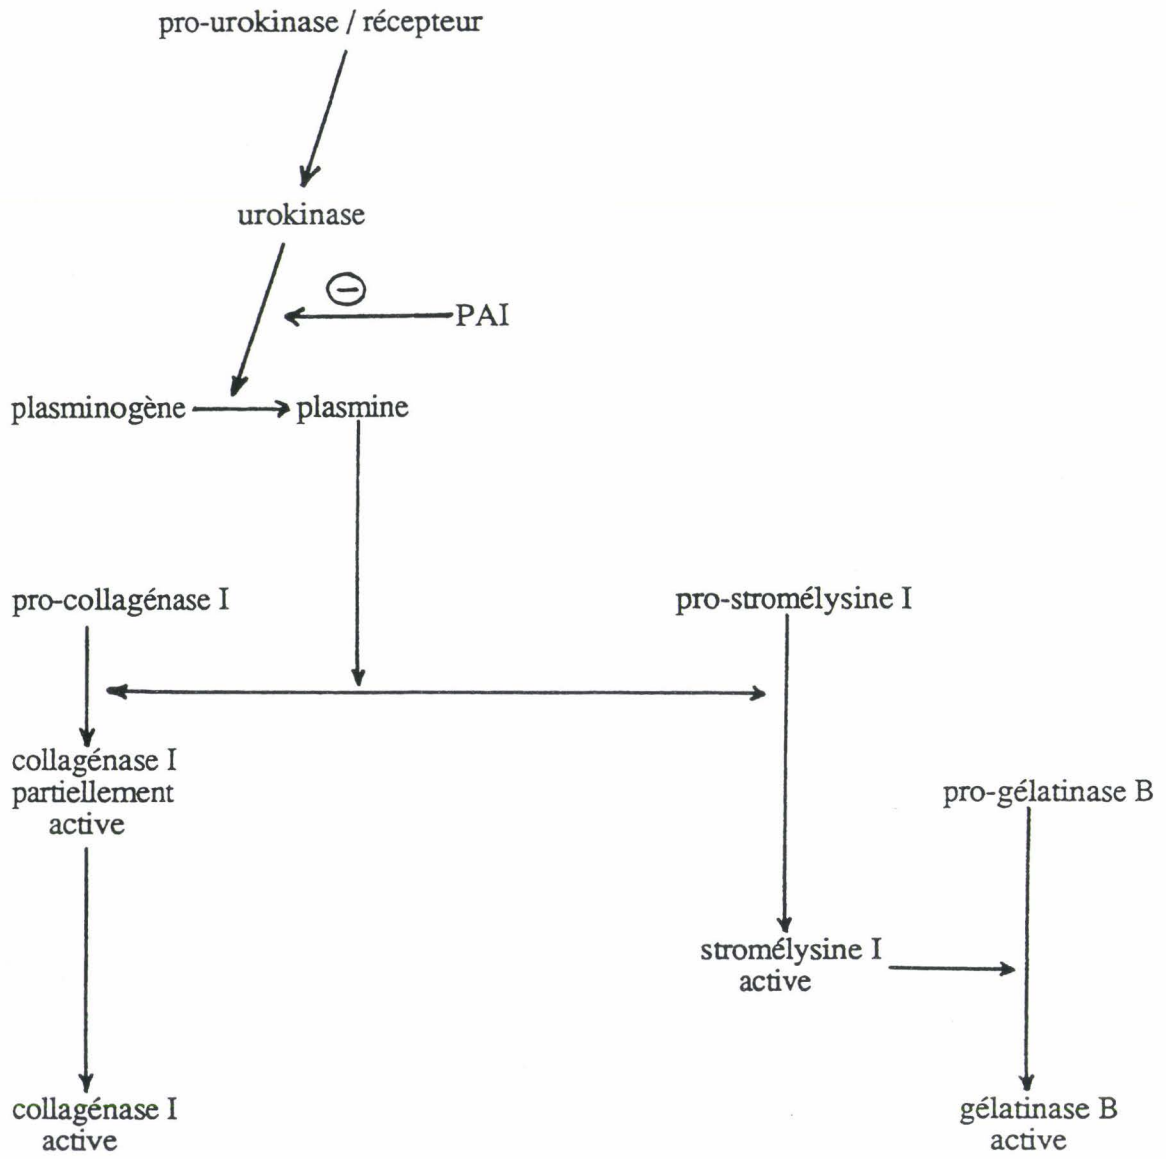 pro-urokinase / récepteur
urokinase
−
PAI
plasminogène
plasmine
pro-collagénase I
pro-stromélysine I
collagénase I
partiellement
active
pro-gélatinase B
stromélysine I
active
collagénase I
active
gélatinase B
active